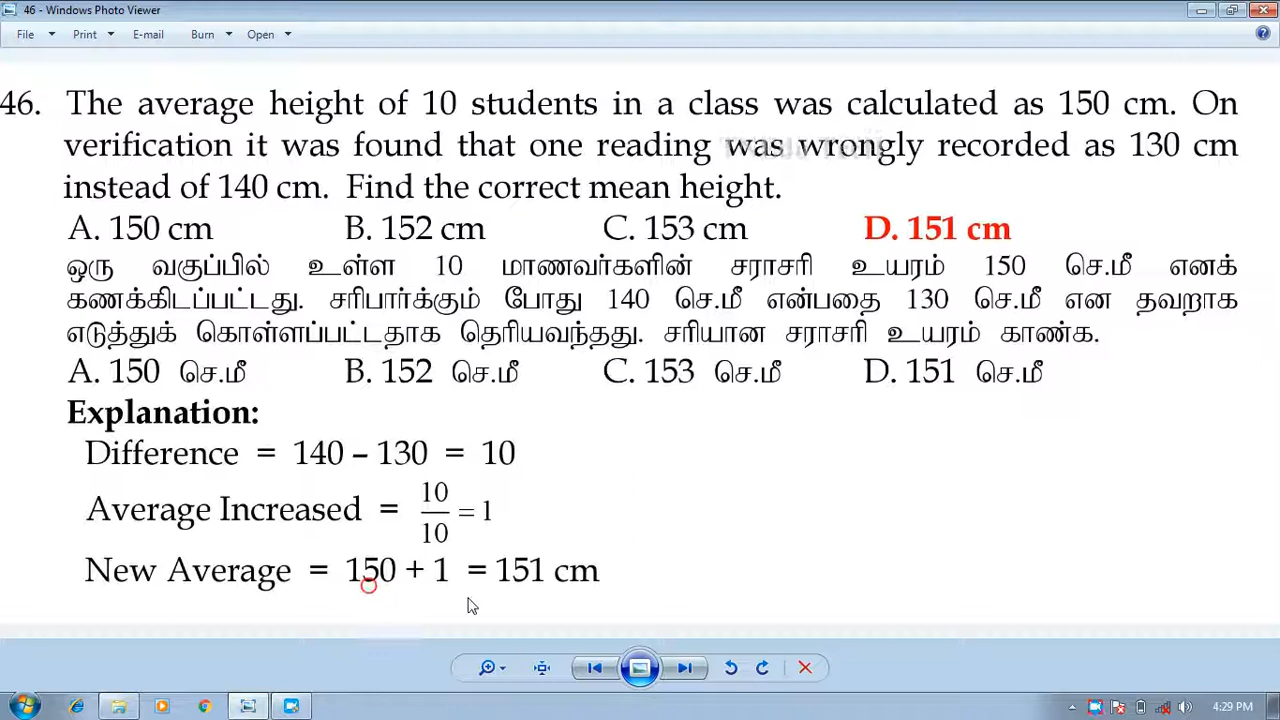 46 - Windows Photo Viewer
File Print E-mail Burn Open
46. The average height of 10 students in a class was calculated as 150 cm. On
verification it was found that one reading was wrongly recorded as 130 cm
instead of 140 cm. Find the correct mean height.
A. 150 cm B. 152 cm C. 153 cm D. 151 cm
ஒரு வகுப்பில் உள்ள 10 மாணவர்களின் சராசரி உயரம் 150 செ.மீ எனக்
கணக்கிடப்பட்டது. சரிபார்க்கும் போது 140 செ.மீ என்பதை 130 செ.மீ என தவறாக
எடுத்துக் கொள்ளப்பட்டதாக தெரியவந்தது. சரியான சராசரி உயரம் காண்க.
A. 150 செ.மீ B. 152 செ.மீ C. 153 செ.மீ D. 151 செ.மீ
Explanation:
Difference = 140 – 130 = 10
Average Increased = 10/10 = 1
New Average = 150 + 1 = 151 cm
4:29 PM